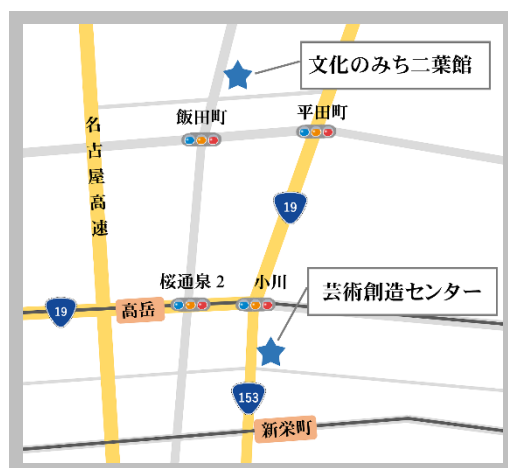 文化のみち二葉館
飯田町
平田町
名古屋高速
19
桜通泉2
小川
芸術創造センター
19
高岳
153
新栄町